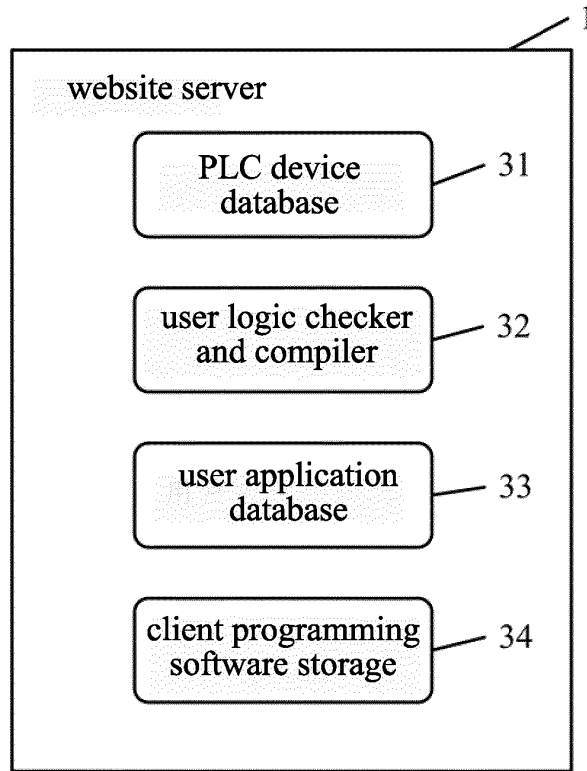 1
website server
PLC device
database
31
user logic checker
and compiler
32
user application
database
33
client programming
software storage
34